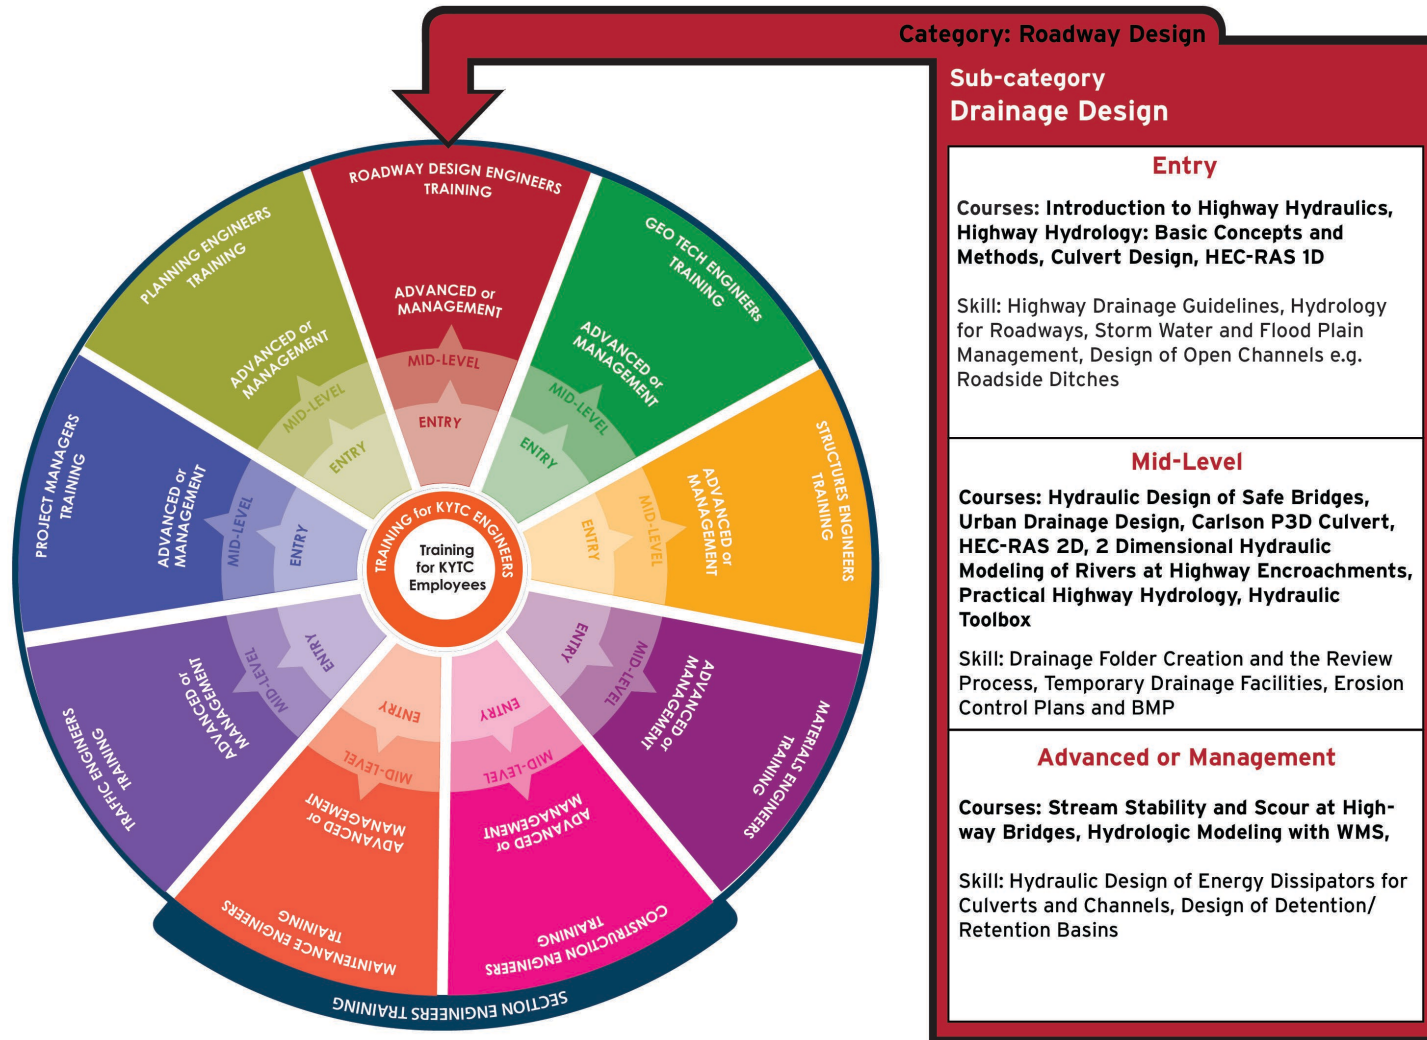 Category: Roadway Design
Sub-category
Drainage Design
Entry
Courses: Introduction to Highway Hydraulics,
Highway Hydrology: Basic Concepts and
Methods, Culvert Design, HEC-RAS 1D
Skill: Highway Drainage Guidelines, Hydrology
for Roadways, Storm Water and Flood Plain
Management, Design of Open Channels e.g.
Roadside Ditches
Mid-Level
Courses: Hydraulic Design of Safe Bridges,
Urban Drainage Design, Carlson P3D Culvert,
HEC-RAS 2D, 2 Dimensional Hydraulic
Modeling of Rivers at Highway Encroachments,
Practical Highway Hydrology, Hydraulic
Toolbox
Skill: Drainage Folder Creation and the Review
Process, Temporary Drainage Facilities, Erosion
Control Plans and BMP
Advanced or Management
Courses: Stream Stability and Scour at High-
way Bridges, Hydrologic Modeling with WMS,
Skill: Hydraulic Design of Energy Dissipators for
Culverts and Channels, Design of Detention/
Retention Basins
ROADWAY DESIGN ENGINEERS
TRAINING
ADVANCED or
MANAGEMENT
MID-LEVEL
ENTRY
GEO TECH ENGINEERs
TRAINING
ADVANCED or
MANAGEMENT
MID-LEVEL
ENTRY
STRUCTURES ENGINEERS
TRAINING
ADVANCED or
MANAGEMENT
MID-LEVEL
ENTRY
MATERIALS ENGINEERS
TRAINING
ADVANCED or
MANAGEMENT
MID-LEVEL
ENTRY
CONSTRUCTION ENGINEERS
TRAINING
ADVANCED or
MANAGEMENT
MID-LEVEL
ENTRY
MAINTENANCE ENGINEERS
TRAINING
ADVANCED or
MANAGEMENT
MID-LEVEL
ENTRY
TRAFFIC ENGINEERS
TRAINING
ADVANCED or
MANAGEMENT
MID-LEVEL
ENTRY
PROJECT MANAGERS
TRAINING
ADVANCED or
MANAGEMENT
MID-LEVEL
ENTRY
PLANNING ENGINEERS
TRAINING
ADVANCED or
MANAGEMENT
MID-LEVEL
ENTRY
TRAINING for KYTC ENGINEERS
Training
for KYTC
Employees
SECTION ENGINEERS TRAINING